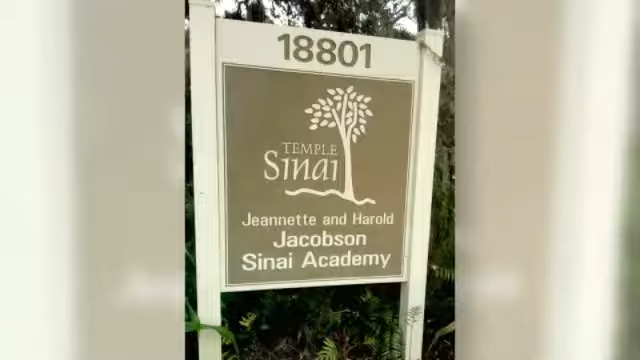 18801
TEMPLE
Sinai
Jeannette and Harold
Jacobson
Sinai Academy